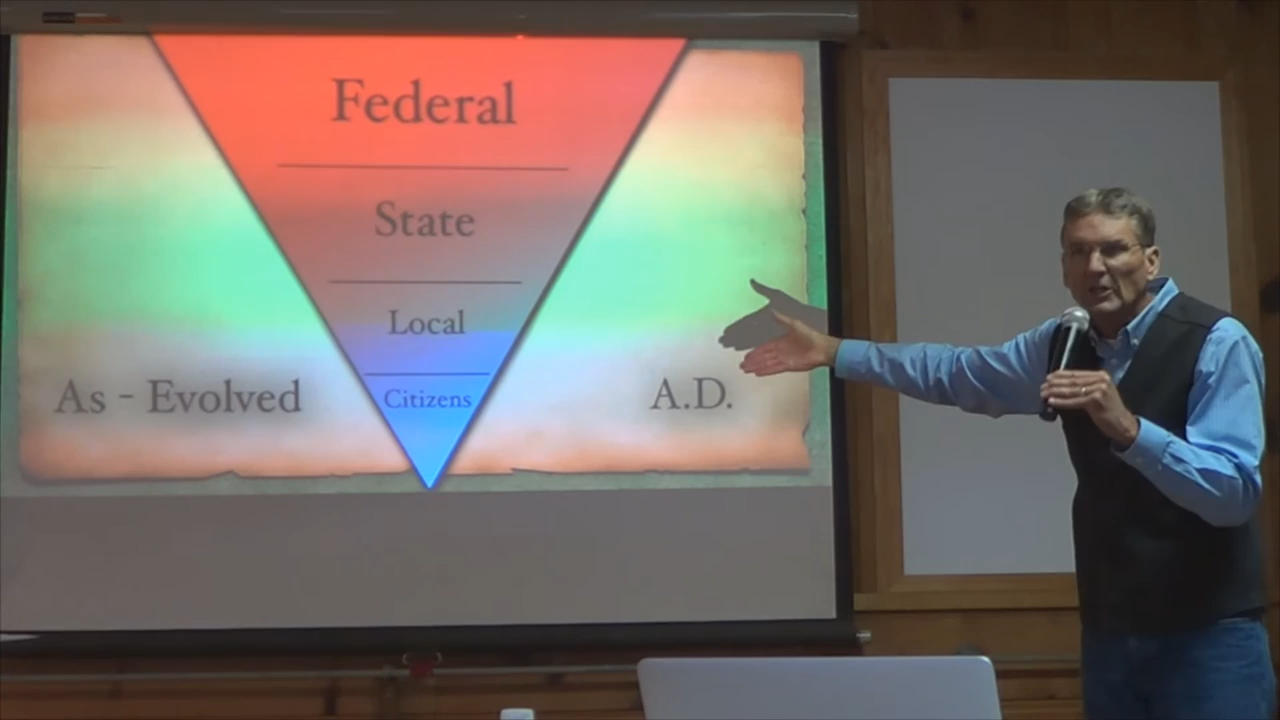 Federal
State
Local
Citizens
As - Evolved
A.D.